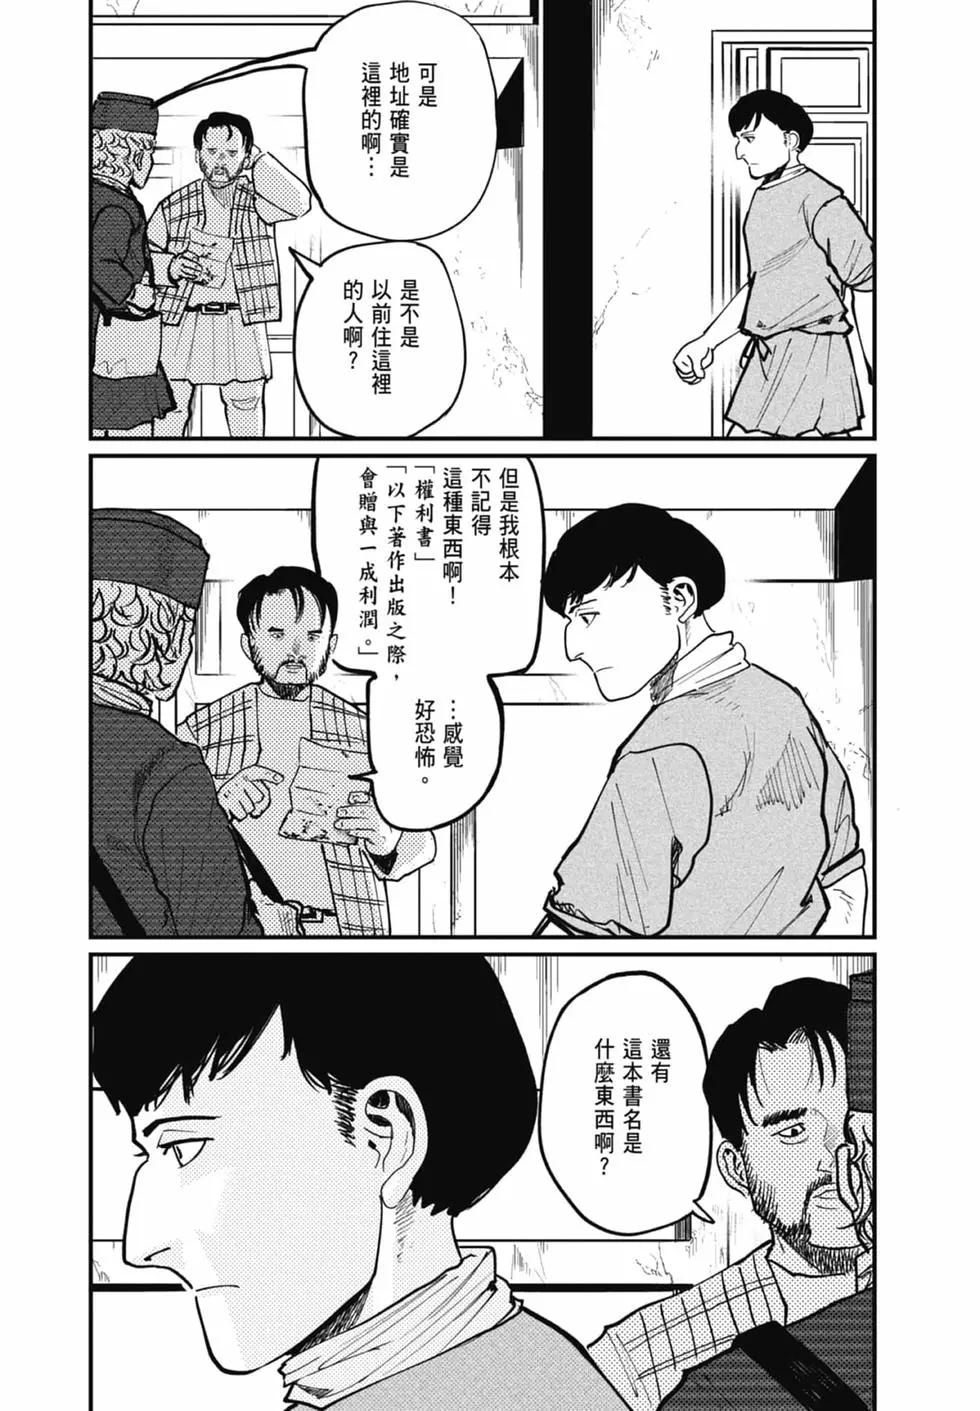 可是
地址確實是
這裡的啊…
是不是
以前住這裡
的人啊？
但是我根本
不記得
這種東西啊！
「權利書」
「以下著作出版之際，
會贈與一成利潤。」
…感覺
好恐怖。
還有
這本書名是
什麼東西啊？